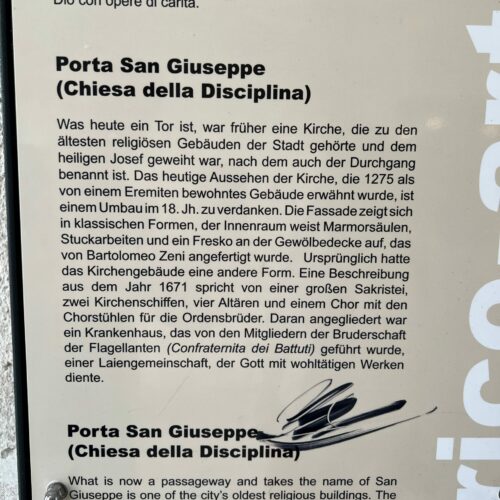 Dio con opere di carità.
Porta San Giuseppe
(Chiesa della Disciplina)
Was heute ein Tor ist, war früher eine Kirche, die zu den
ältesten religiösen Gebäuden der Stadt gehörte und dem
heiligen Josef geweiht war, nach dem auch der Durchgang
benannt ist. Das heutige Aussehen der Kirche, die 1275 als
von einem Eremiten bewohntes Gebäude erwähnt wurde, ist
einem Umbau im 18. Jh. zu verdanken. Die Fassade zeigt sich
in klassischen Formen, der Innenraum weist Marmorsäulen,
Stuckarbeiten und ein Fresko an der Gewölbedecke auf, das
von Bartolomeo Zeni angefertigt wurde. Ursprünglich hatte
das Kirchengebäude eine andere Form. Eine Beschreibung
aus dem Jahr 1671 spricht von einer großen Sakristei,
zwei Kirchenschiffen, vier Altären und einem Chor mit den
Chorstühlen für die Ordensbrüder. Daran angegliedert war
ein Krankenhaus, das von den Mitgliedern der Bruderschaft
der Flagellanten (Confraternita dei Battuti) geführt wurde,
einer Laiengemeinschaft, der Gott mit wohltätigen Werken
diente.
Porta San Giuseppe
(Chiesa della Disciplina)
What is now a passageway and takes the name of San
Giuseppe is one of the city's oldest religious buildings. The